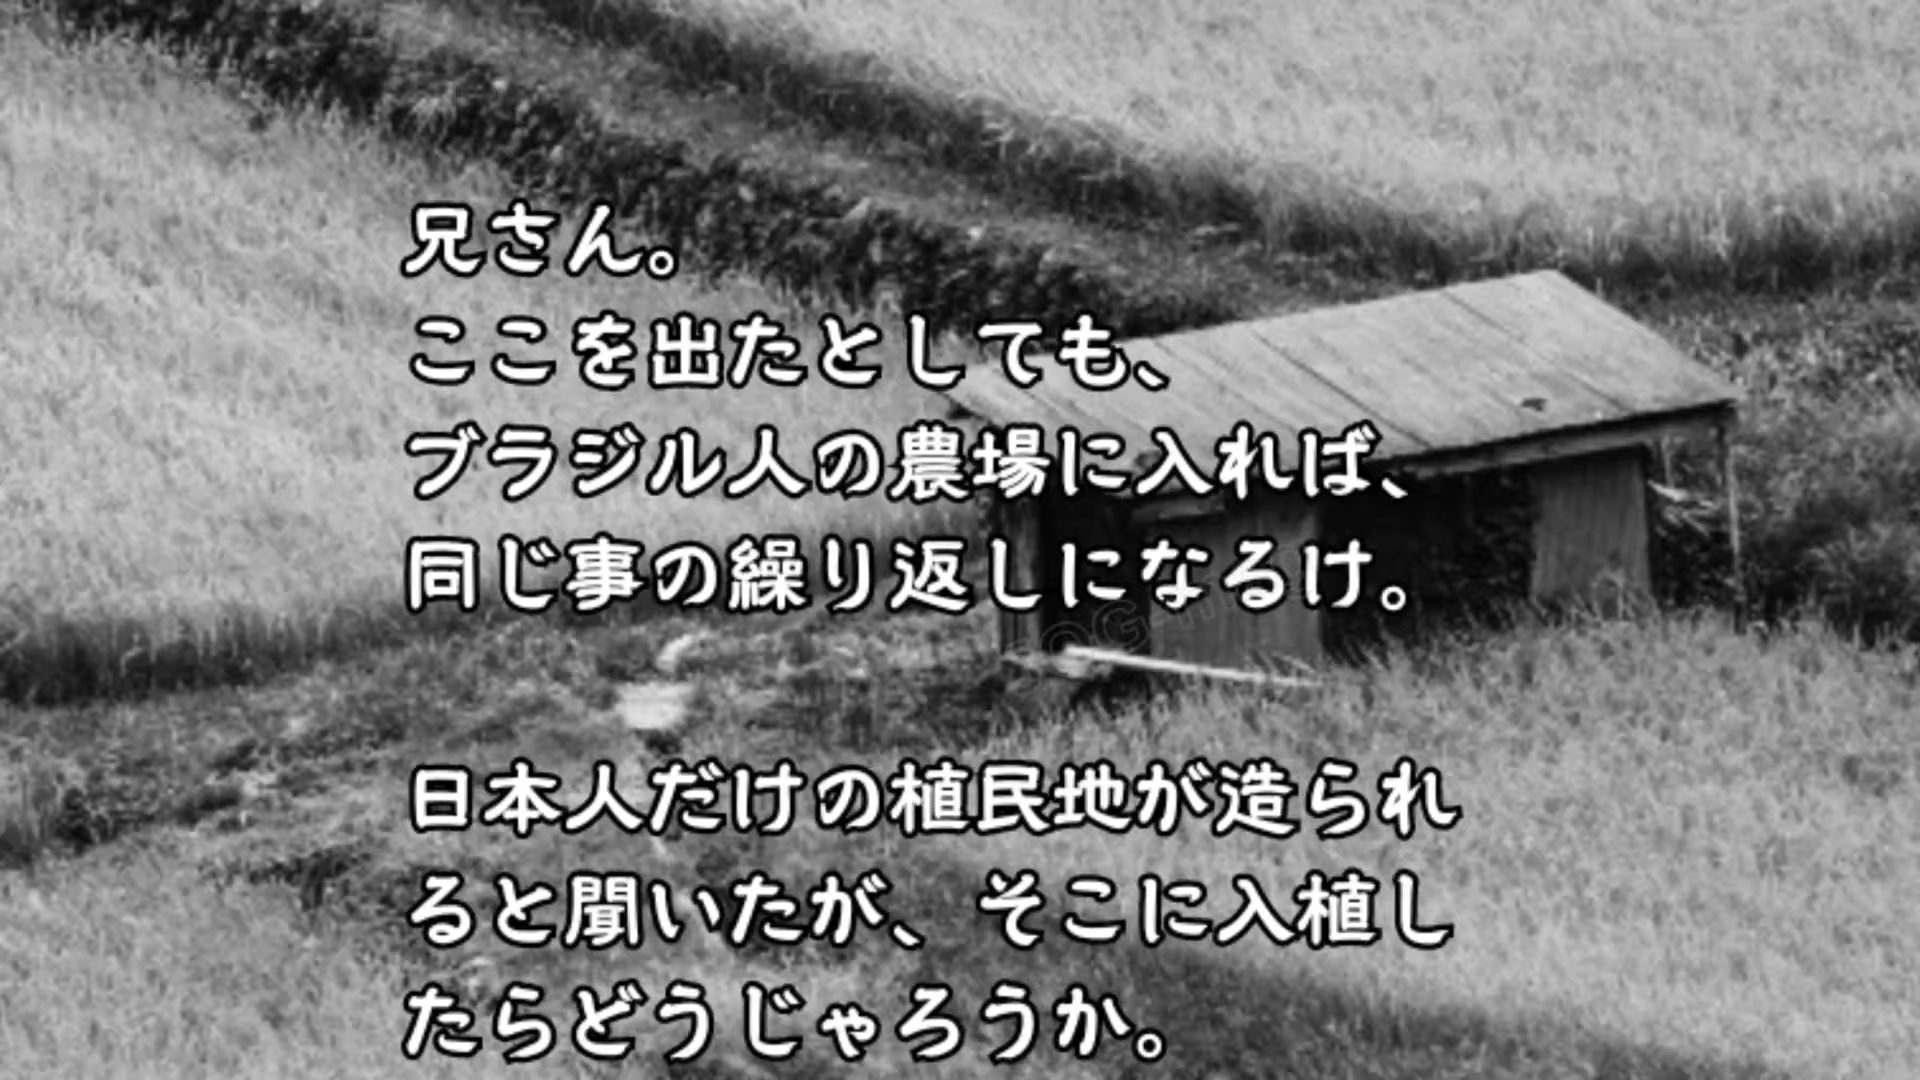 兄さん。
ここを出たとしても、
ブラジル人の農場に入れば、
同じ事の繰り返しになるけ。
日本人だけの植民地が造られ
ると聞いたが、そこに入植し
たらどうじゃろうか。